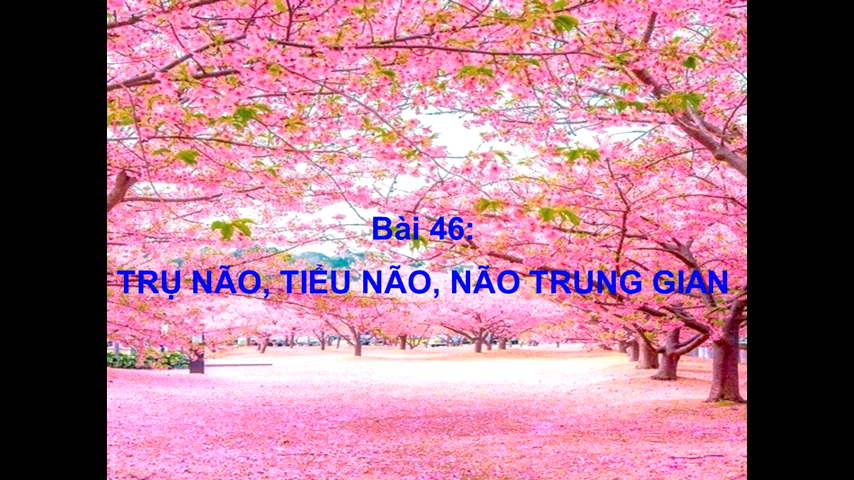 Bài 46:
TRỤ NÃO, TIỂU NÃO, NÃO TRUNG GIAN